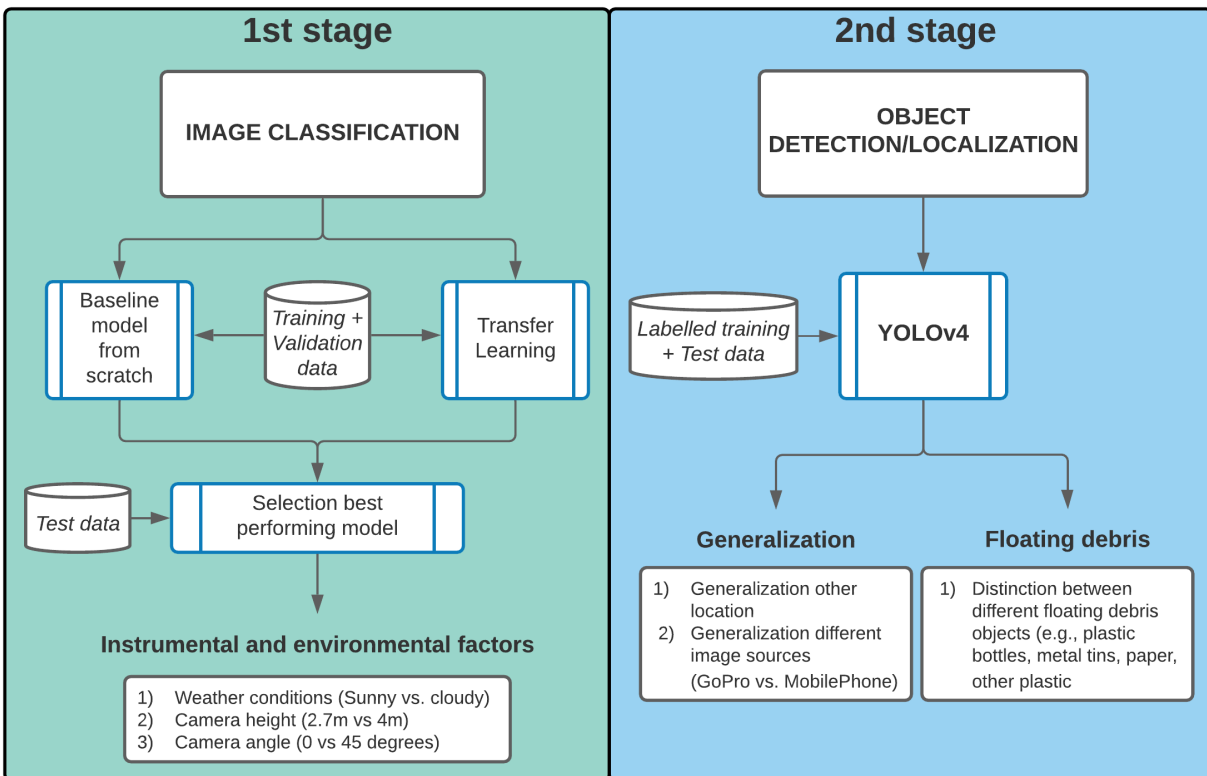 1st stage
IMAGE CLASSIFICATION
Baseline
model
from
scratch
Training +
Validation
data
Transfer
Learning
Test data
Selection best
performing model
Instrumental and environmental factors
1) Weather conditions (Sunny vs. cloudy)
2) Camera height (2.7m vs 4m)
3) Camera angle (0 vs 45 degrees)
2nd stage
OBJECT
DETECTION/LOCALIZATION
Labelled training
+ Test data
YOLOv4
Generalization
1) Generalization other
location
2) Generalization different
image sources
(GoPro vs. MobilePhone)
Floating debris
1) Distinction between
different floating debris
objects (e.g., plastic
bottles, metal tins, paper,
other plastic